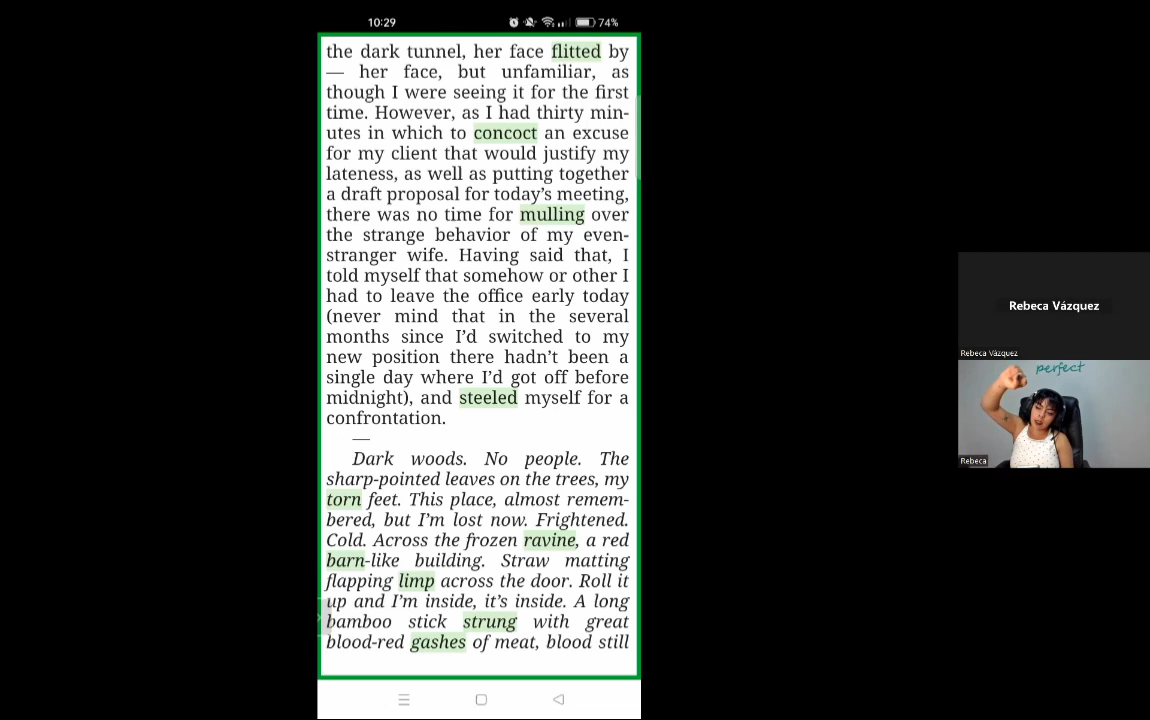 10:29
74%
the dark tunnel, her face flitted by
— her face, but unfamiliar, as
though I were seeing it for the first
time. However, as I had thirty min-
utes in which to concoct an excuse
for my client that would justify my
lateness, as well as putting together
a draft proposal for today’s meeting,
there was no time for mulling over
the strange behavior of my even-
stranger wife. Having said that, I
told myself that somehow or other I
had to leave the office early today
(never mind that in the several
months since I’d switched to my
new position there hadn’t been a
single day where I’d got off before
midnight), and steeled myself for a
confrontation.
—
Dark woods. No people. The
sharp-pointed leaves on the trees, my
torn feet. This place, almost remem-
bered, but I’m lost now. Frightened.
Cold. Across the frozen ravine, a red
barn-like building. Straw matting
flapping limp across the door. Roll it
up and I’m inside, it’s inside. A long
bamboo stick strung with great
blood-red gashes of meat, blood still
Rebeca Vázquez
Rebeca Vázquez
perfect
Rebeca